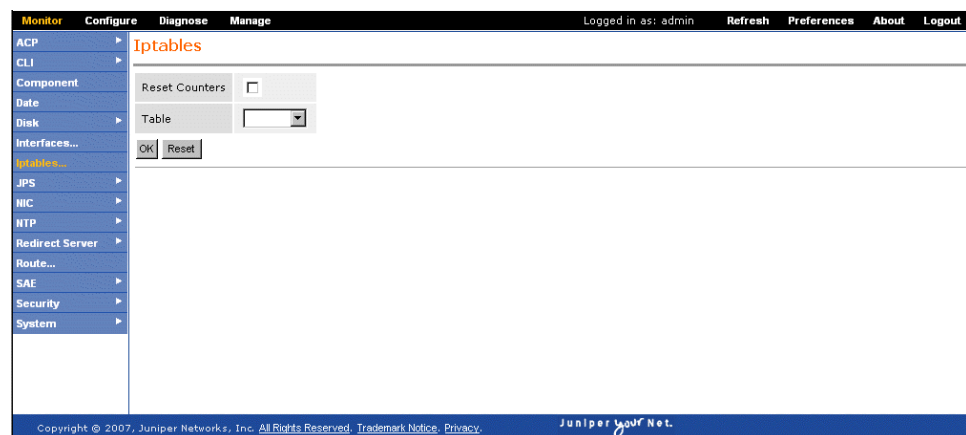 Monitor Configure Diagnose Manage Logged in as: admin Refresh Preferences About Logout
ACP
CLI
Component
Date
Disk
Interfaces...
Iptables...
JPS
NIC
NTP
Redirect Server
Route...
SAE
Security
System
Iptables
Reset Counters
Table
OK Reset
Copyright © 2007, Juniper Networks, Inc. All Rights Reserved. Trademark Notice. Privacy.
Juniper your Net.